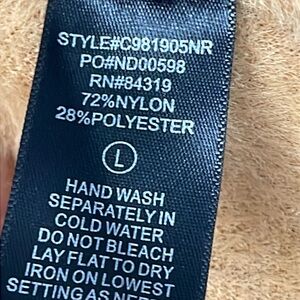 STYLE#C981905NR
PO#ND00598
RN#84319
72%NYLON
28%POLYESTER
L
HAND WASH
SEPARATELY IN
COLD WATER
DO NOT BLEACH
LAY FLAT TO DRY
IRON ON LOWEST
SETTING AS